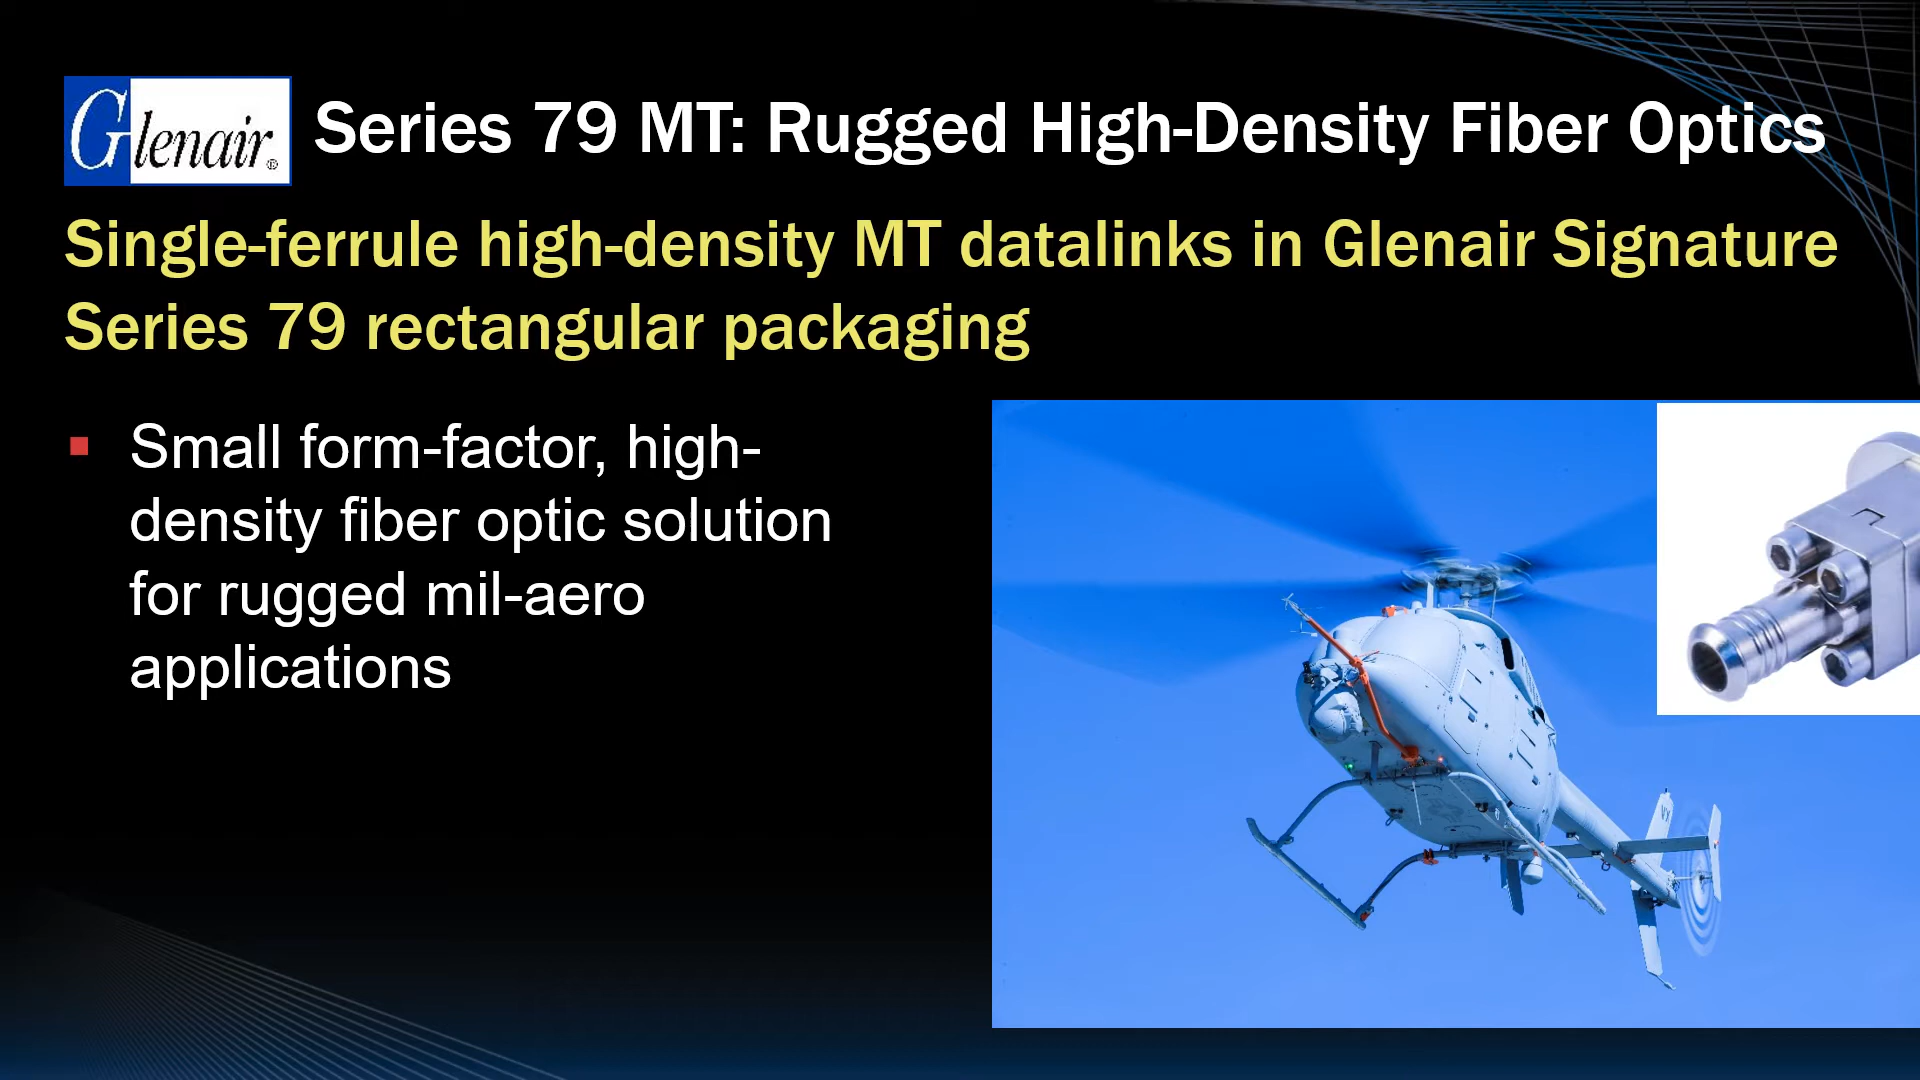 Glenair®
Series 79 MT: Rugged High-Density Fiber Optics
Single-ferrule high-density MT datalinks in Glenair Signature
Series 79 rectangular packaging
Small form-factor, high-
density fiber optic solution
for rugged mil-aero
applications